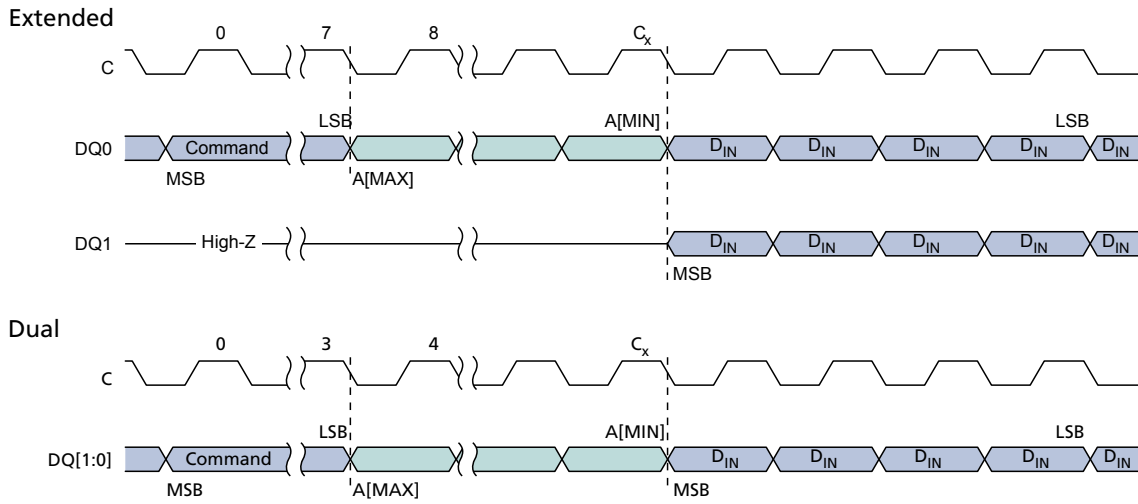 Extended
0 7 8 Cx
C
LSB A[MIN] LSB
DQ0 Command DIN DIN DIN DIN DIN
MSB A[MAX]
DQ1 High-Z DIN DIN DIN DIN DIN
MSB
Dual
0 3 4 Cx
C
LSB A[MIN] LSB
DQ[1:0] Command DIN DIN DIN DIN DIN
MSB A[MAX] MSB